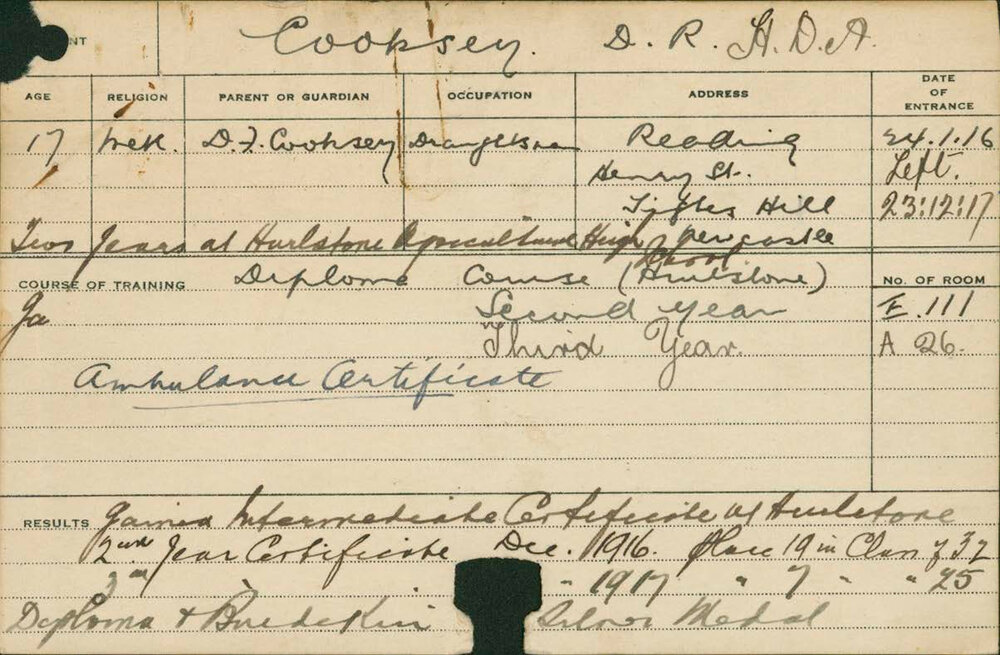 NT Cooksey. D. R. H.D.A.
AGE RELIGION PARENT OR GUARDIAN OCCUPATION ADDRESS DATE OF ENTRANCE
17 Meth. D. J. Cooksey Draughtsman Reading 24.1.16
Henry St. Left.
Tighes Hill 23:12:17
Two Years at Hurlstone Agricultural High School Newcastle
COURSE OF TRAINING Diploma Course (Hurlstone) No. OF ROOM
Second Year E. 111
Third Year. A 26.
Ambulance Certificate
RESULTS Gained Intermediate Certificate at Hurlstone
2nd Year Certificate Dec. 1916. Place 19 in Class of 37
3rd " " 1917 " 7 " " 25
Diploma + Silver Medal